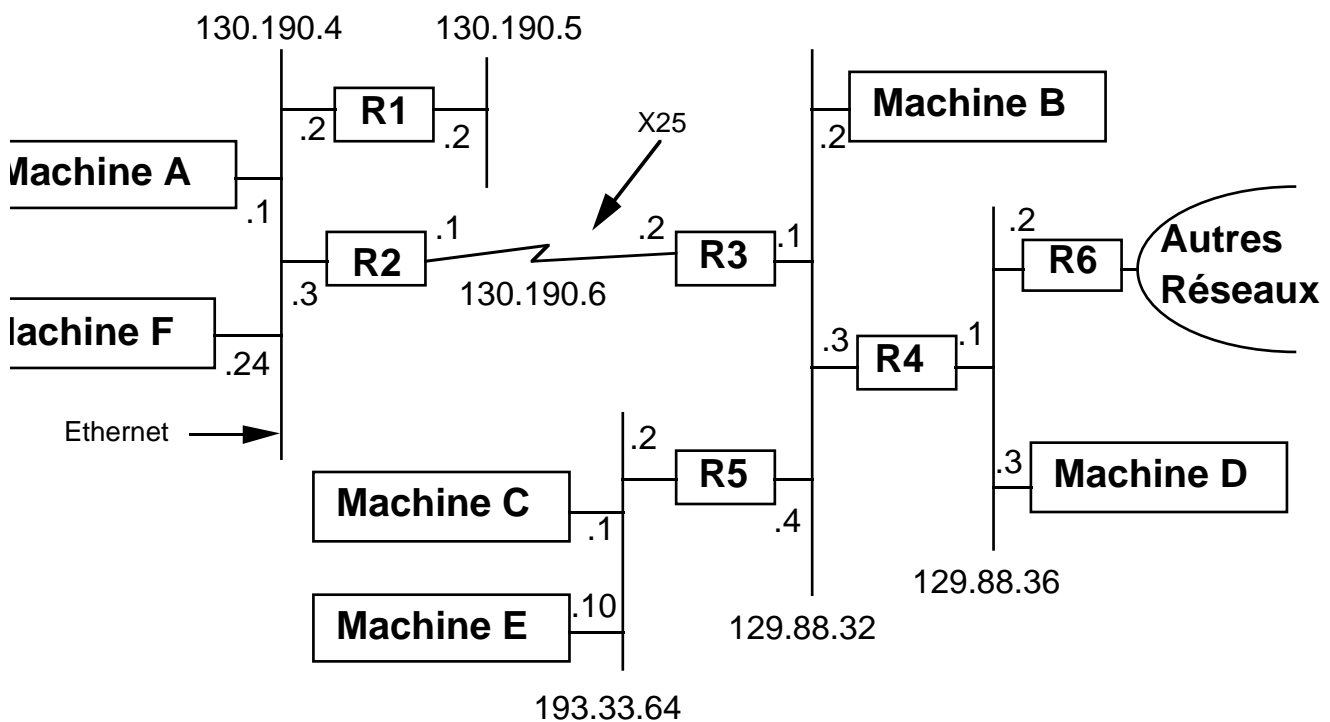 130.190.4
130.190.5
R1
.2
.2
X25
Machine B
.2
Machine A
.1
R2
.1
.3
130.190.6
.2
R3
.1
.2
R6
Autres
Réseaux
Machine F
.24
.3
R4
.1
Ethernet
.2
R5
.4
Machine C
.1
.3
Machine D
Machine E
.10
129.88.36
129.88.32
193.33.64